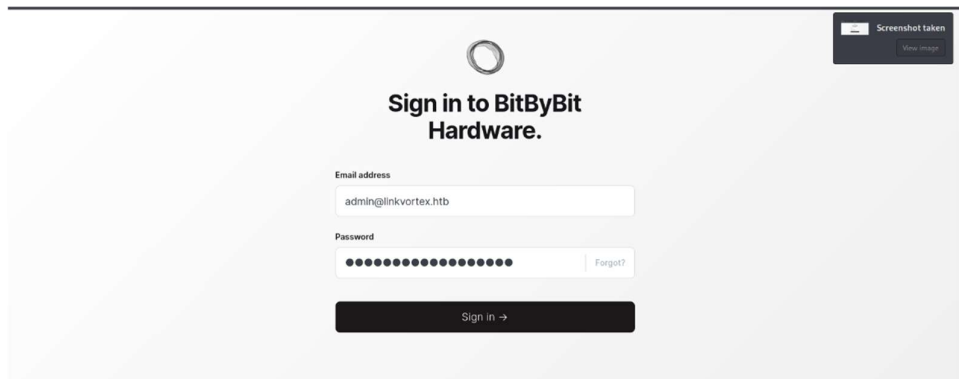 Screenshot taken
View image
Sign in to BitByBit
Hardware.
Email address
admin@linkvortex.htb
Password
●●●●●●●●●●●●●●●●●●
Forgot?
Sign in →